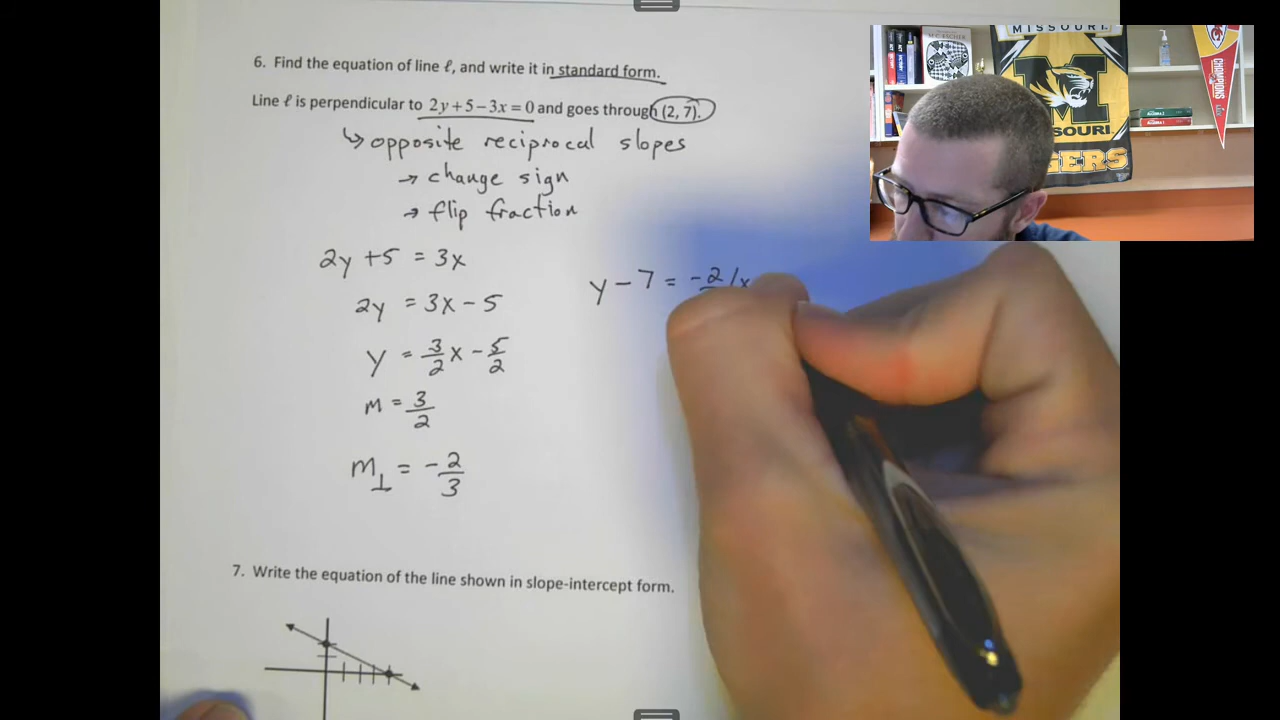 6. Find the equation of line ℓ, and write it in standard form.
Line ℓ is perpendicular to 2y+5−3x=0 and goes through (2, 7).
↳ opposite reciprocal slopes
→ change sign
→ flip fraction
2y +5 = 3x
2y = 3x − 5
y = 3/2 x − 5/2
m = 3/2
m⊥ = −2/3
y − 7 = −2 (x
7. Write the equation of the line shown in slope-intercept form.
MISSOURI
M
SOURI.
GERS
M.C. ESCHER
CHAMPIONS